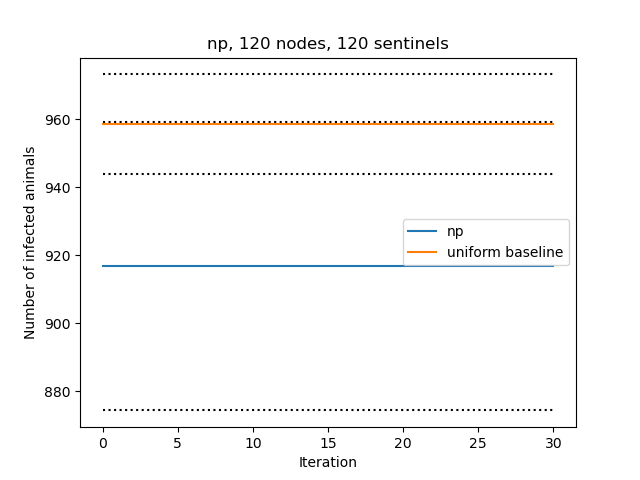 np, 120 nodes, 120 sentinels
Number of infected animals
960
940
920
900
880
np
uniform baseline
0 5 10 15 20 25 30
Iteration